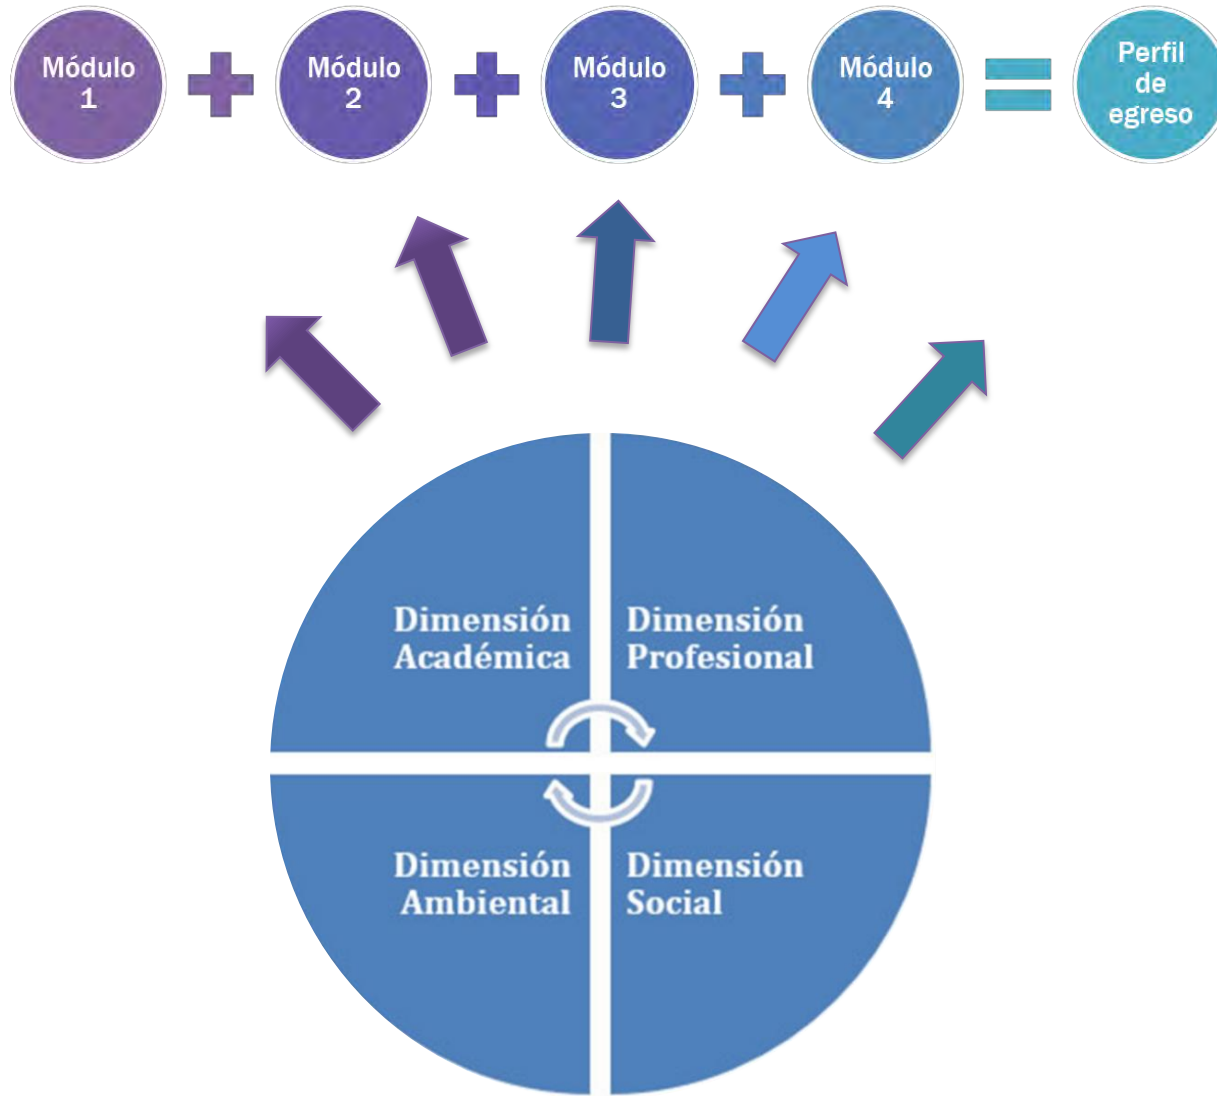 Módulo
1
Módulo
2
Módulo
3
Módulo
4
Perfil
de
egreso
Dimensión
Académica
Dimensión
Profesional
Dimensión
Ambiental
Dimensión
Social